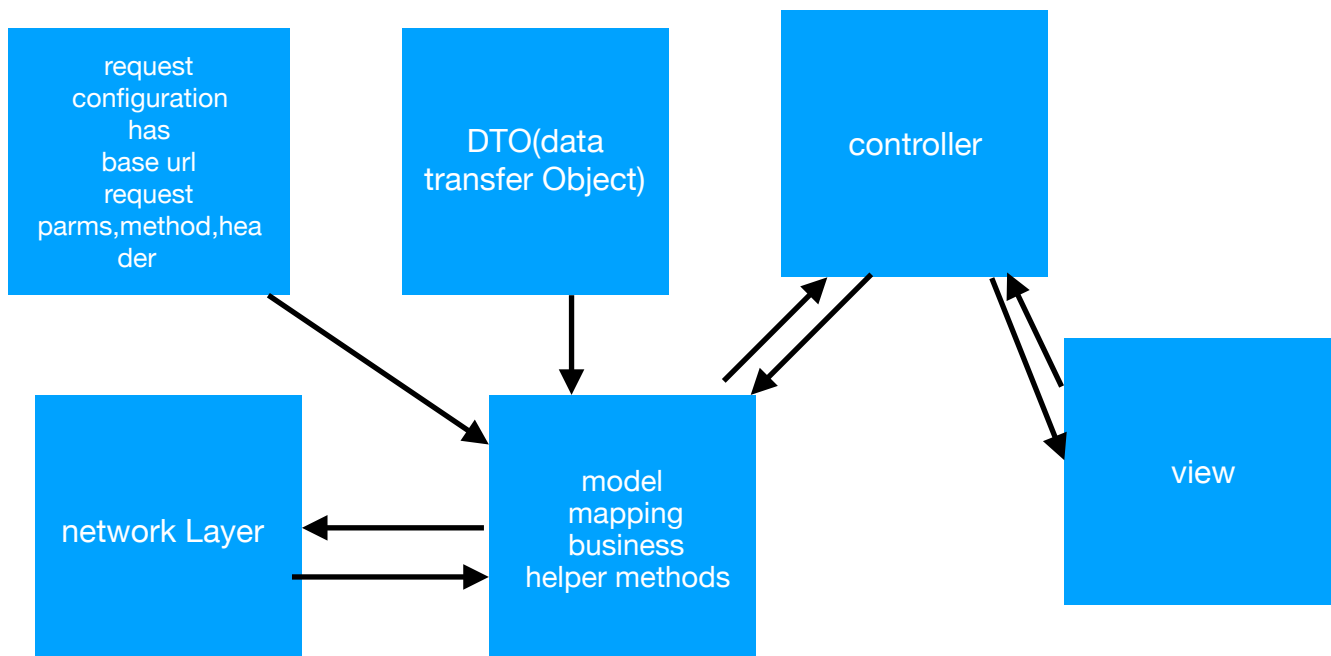 request
configuration
has
base url
request
parms,method,hea
der
DTO(data
transfer Object)
controller
network Layer
model
mapping
business
helper methods
view